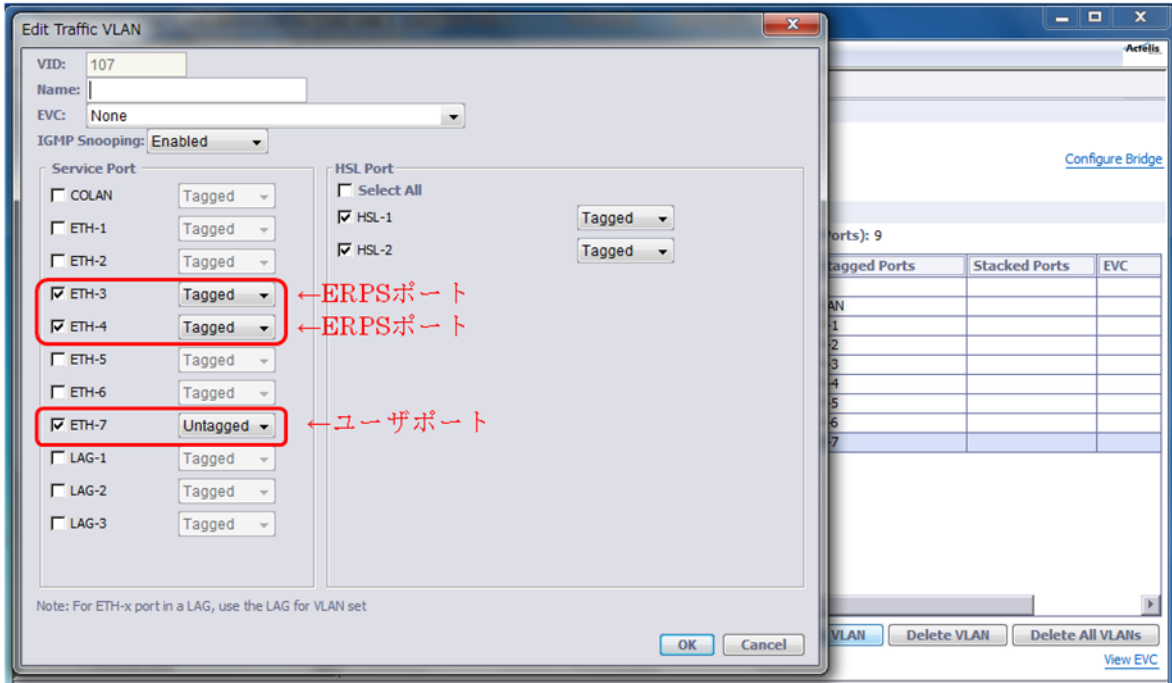 Edit Traffic VLAN
Actelis
VID: 107
Name:
EVC: None
IGMP Snooping: Enabled
Configure Bridge
Service Port
COLAN Tagged
ETH-1 Tagged
ETH-2 Tagged
ETH-3 Tagged ←ERPSポート
ETH-4 Tagged ←ERPSポート
ETH-5 Tagged
ETH-6 Tagged
ETH-7 Untagged ←ユーザポート
LAG-1 Tagged
LAG-2 Tagged
LAG-3 Tagged
HSL Port
Select All
HSL-1 Tagged
HSL-2 Tagged
Note: For ETH-x port in a LAG, use the LAG for VLAN set
OK Cancel
Ports): 9
tagged Ports Stacked Ports EVC
AN
-1
-2
-3
-4
-5
-6
-7
VLAN Delete VLAN Delete All VLANs
View EVC